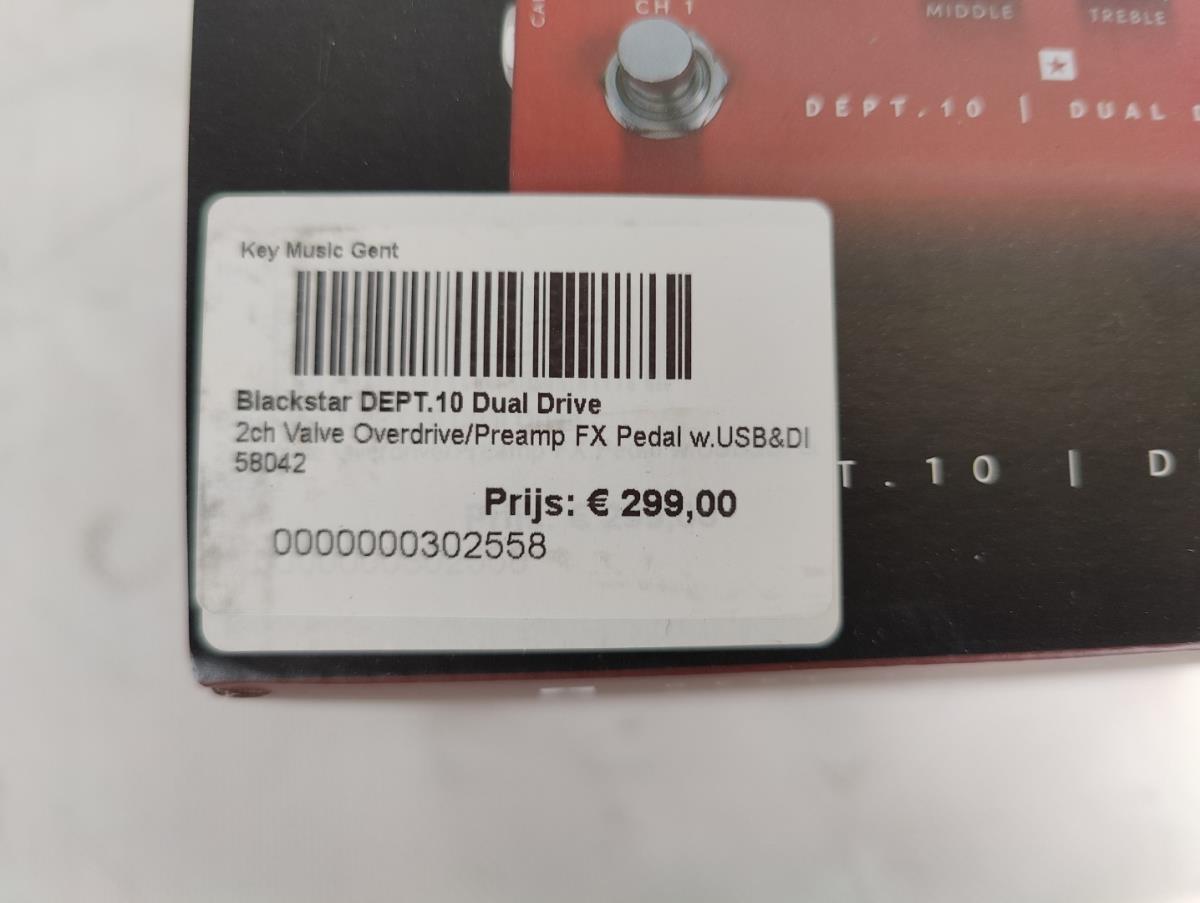 CH 1
MIDDLE
TREBLE
DEPT.10 | DUAL
Key Music Gent
Blackstar DEPT.10 Dual Drive
2ch Valve Overdrive/Preamp FX Pedal w.USB&DI
58042
Prijs: € 299,00
0000000302558
T.10 | D